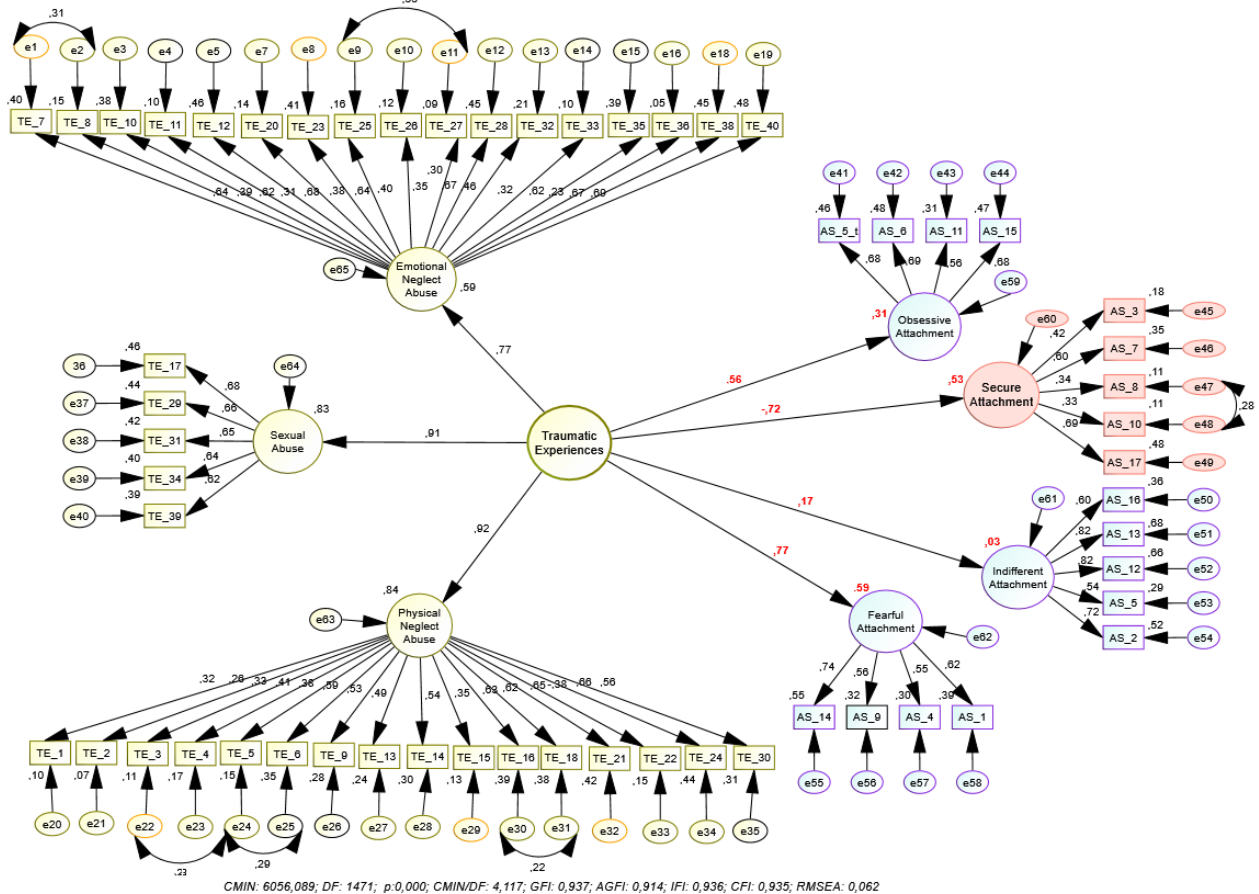 ,31
,35
e1 e2 e3 e4 e5 e7 e8 e9 e10 e11 e12 e13 e14 e15 e16 e18 e19
,40 ,15 ,38 ,10 ,46 ,14 ,41 ,16 ,12 ,09 ,45 ,21 ,10 ,39 ,05 ,45 ,48
TE_7 TE_8 TE_10 TE_11 TE_12 TE_20 TE_23 TE_25 TE_26 TE_27 TE_28 TE_32 TE_33 TE_35 TE_36 TE_38 TE_40
,64 ,39 ,62 ,31 ,68 ,38 ,64 ,40 ,35 ,30 ,67 ,46 ,32 ,62 ,23 ,67 ,69
e65
Emotional
Neglect
Abuse
,59
,77
e41 e42 e43 e44
,46 ,48 ,31 ,47
AS_5_t AS_6 AS_11 AS_15
,68 ,69 ,56 ,68
e59
,31
Obsessive
Attachment
,56
e60
,53
Secure
Attachment
-,72
,42 ,18
AS_3 e45
,60 ,35
AS_7 e46
,34 ,11
AS_8 e47
,33 ,11
AS_10 e48
,28
,69 ,48
AS_17 e49
36 ,46
TE_17
,68
e37 ,44
TE_29
,66
e38 ,42
TE_31
,65
e39 ,40
TE_34
,64
e40 ,39
TE_39
,62
e64
,83
Sexual
Abuse
,91
Traumatic
Experiences
,17
e61
,03
Indifferent
Attachment
,60 ,36
AS_16 e50
,82 ,68
AS_13 e51
,82 ,66
AS_12 e52
,54 ,29
AS_5 e53
,72 ,52
AS_2 e54
,77
,59
Fearful
Attachment
e62
,74 ,56 ,55 ,62
,55 ,32 ,30 ,39
AS_14 AS_9 AS_4 AS_1
e55 e56 e57 e58
,92
,84
e63
Physical
Neglect
Abuse
,32 ,26 ,33 ,41 ,38 ,59 ,53 ,49 ,54 ,35 ,63 ,62 ,65 -,38 ,66 ,56
TE_1 TE_2 TE_3 TE_4 TE_5 TE_6 TE_9 TE_13 TE_14 TE_15 TE_16 TE_18 TE_21 TE_22 TE_24 TE_30
,10 ,07 ,11 ,17 ,15 ,35 ,28 ,24 ,30 ,13 ,39 ,38 ,42 ,15 ,44 ,31
e20 e21 e22 e23 e24 e25 e26 e27 e28 e29 e30 e31 e32 e33 e34 e35
,23 ,29 ,22
CMIN: 6056,089; DF: 1471; p:0,000; CMIN/DF: 4,117; GFI: 0,937; AGFI: 0,914; IFI: 0,936; CFI: 0,935; RMSEA: 0,062